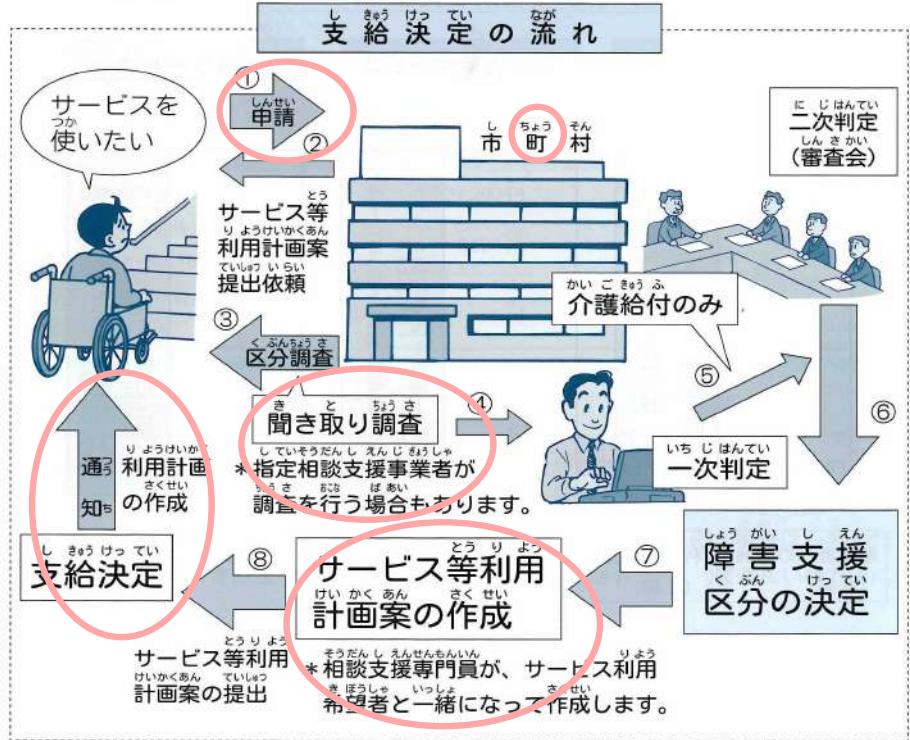 支給決定の流れ
サービスを
使いたい
①
申請
②
サービス等
利用計画案
提出依頼
市町村
二次判定
(審査会)
介護給付のみ
③
区分調査
聞き取り調査
*指定相談支援事業者が
調査を行う場合もあります。
④
一次判定
⑤
⑥
障害支援
区分の決定
⑦
サービス等利用
計画案の作成
*相談支援専門員が、サービス利用
希望者と一緒になって作成します。
⑧
サービス等利用
計画案の提出
支給決定
通知
利用計画
の作成